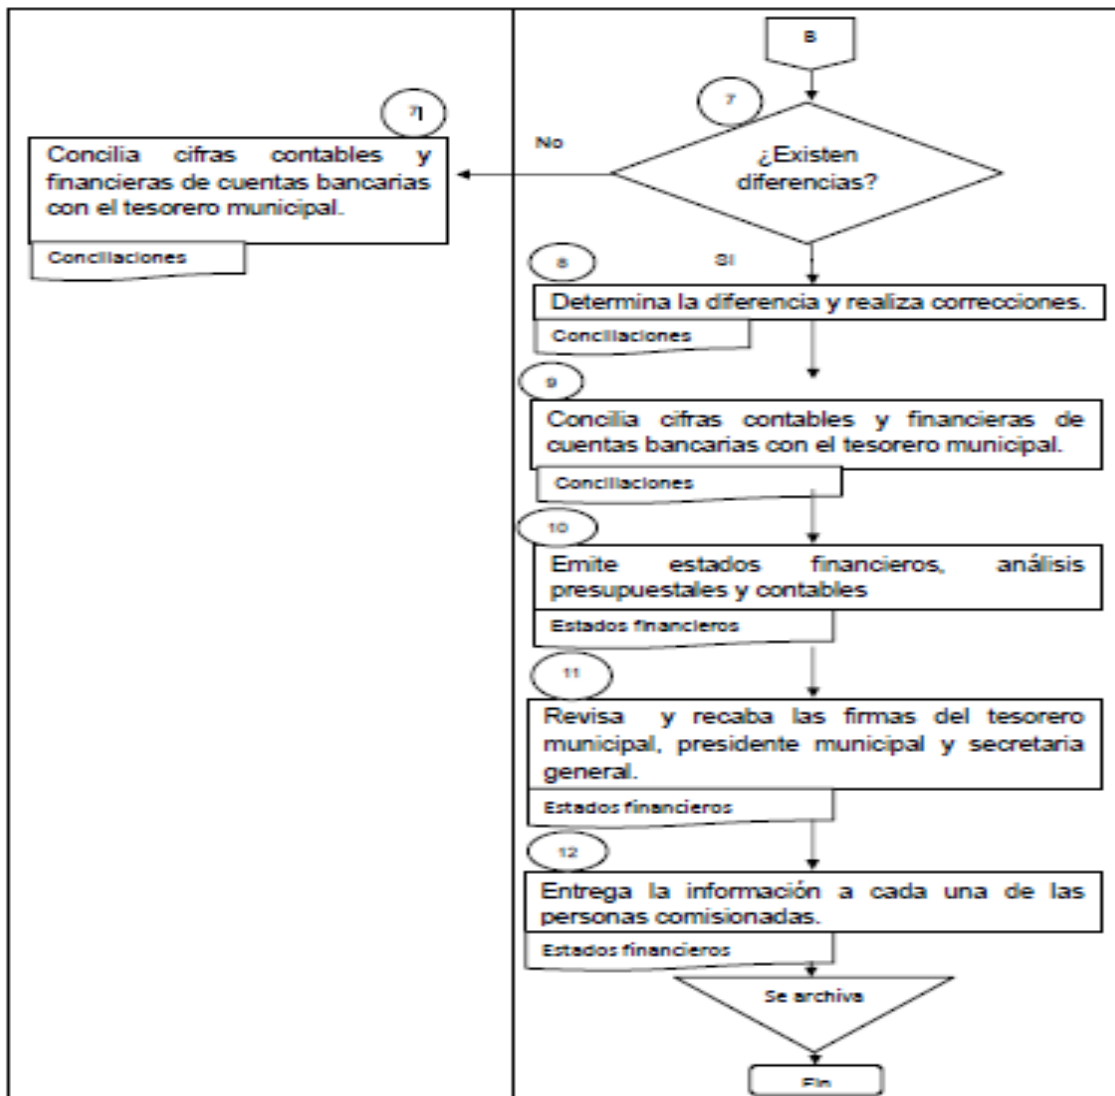 B
7
¿Existen
diferencias?
No
7
Concilia cifras contables y
financieras de cuentas bancarias
con el tesorero municipal.
Conciliaciones
SI
8
Determina la diferencia y realiza correcciones.
Conciliaciones
9
Concilia cifras contables y financieras de
cuentas bancarias con el tesorero municipal.
Conciliaciones
10
Emite estados financieros, análisis
presupuestales y contables
Estados financieros
11
Revisa y recaba las firmas del tesorero
municipal, presidente municipal y secretaria
general.
Estados financieros
12
Entrega la información a cada una de las
personas comisionadas.
Estados financieros
Se archiva
Fin